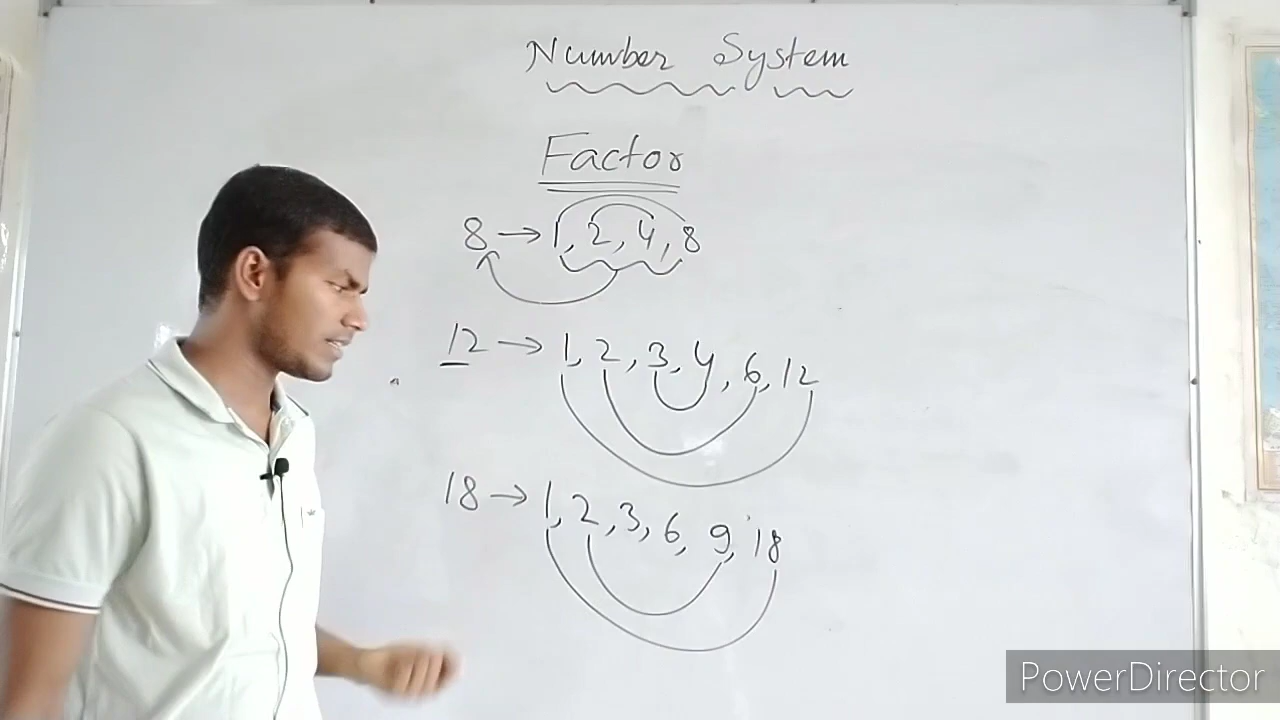 Number System
Factor
8 → 1, 2, 4, 8
12 → 1, 2, 3, 4, 6, 12
18 → 1, 2, 3, 6, 9, 18
PowerDirector